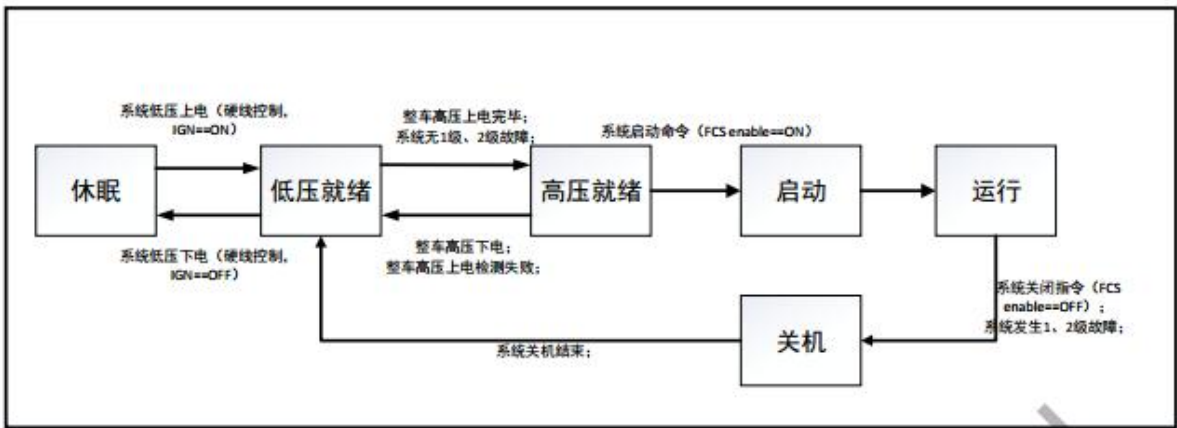 系统低压上电（硬线控制，
IGN==ON）
整车高压上电完毕；
系统无1级、2级故障；
系统启动命令（FCS enable==ON）
休眠
低压就绪
高压就绪
启动
运行
系统低压下电（硬线控制，
IGN==OFF）
整车高压下电；
整车高压上电检测失败；
系统关闭指令（FCS
enable==OFF）；
系统发生1、2级故障；
关机
系统关机结束；